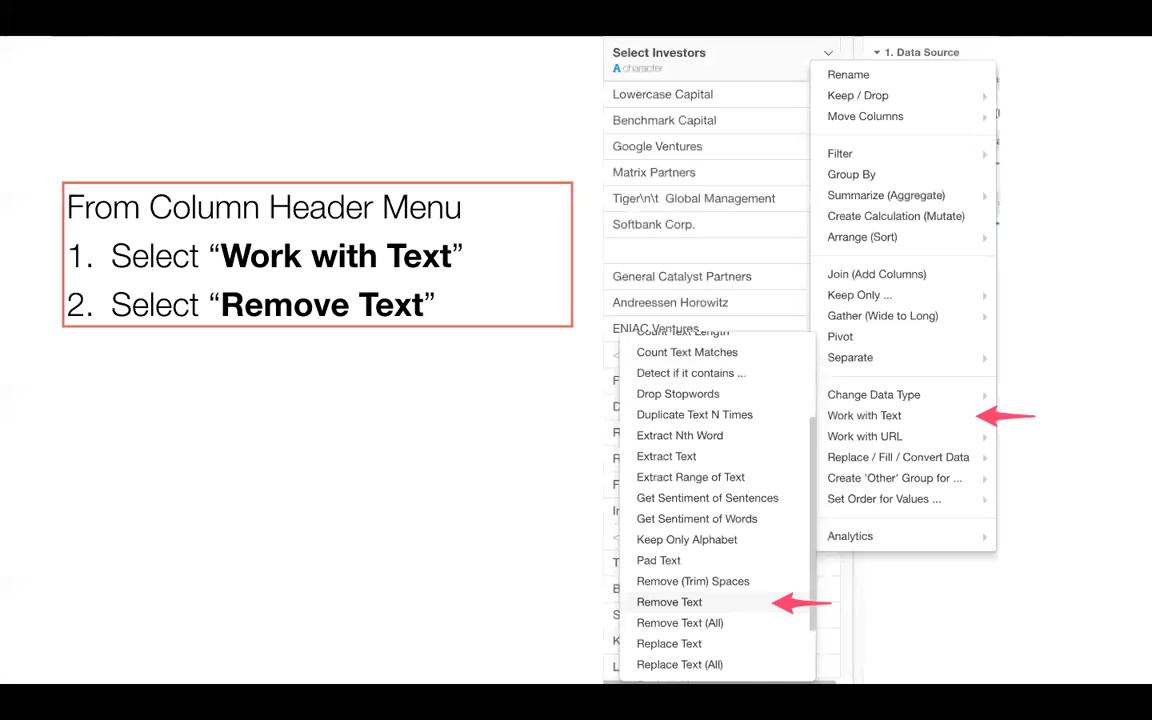 From Column Header Menu
1. Select “Work with Text”
2. Select “Remove Text”
Select Investors
A character
Lowercase Capital
Benchmark Capital
Google Ventures
Matrix Partners
Tiger\n\t Global Management
Softbank Corp.
General Catalyst Partners
Andreessen Horowitz
ENIAC Ventures
Count Text Length
Count Text Matches
Detect if it contains ...
Drop Stopwords
Duplicate Text N Times
Extract Nth Word
Extract Text
Extract Range of Text
Get Sentiment of Sentences
Get Sentiment of Words
Keep Only Alphabet
Pad Text
Remove (Trim) Spaces
Remove Text
Remove Text (All)
Replace Text
Replace Text (All)
1. Data Source
Rename
Keep / Drop
Move Columns
Filter
Group By
Summarize (Aggregate)
Create Calculation (Mutate)
Arrange (Sort)
Join (Add Columns)
Keep Only ...
Gather (Wide to Long)
Pivot
Separate
Change Data Type
Work with Text
Work with URL
Replace / Fill / Convert Data
Create 'Other' Group for ...
Set Order for Values ...
Analytics